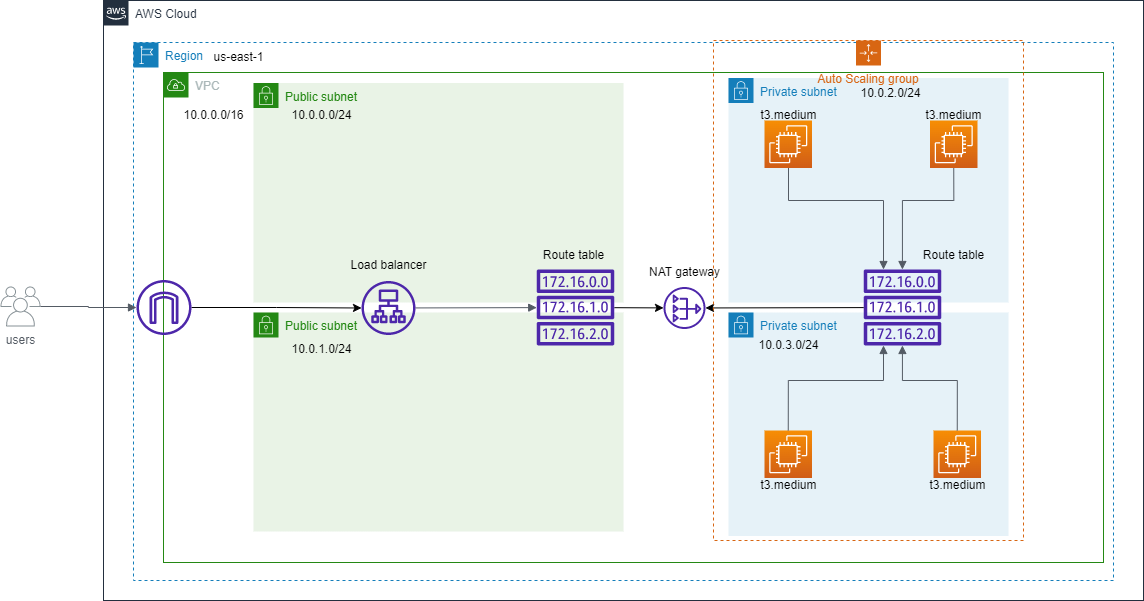 aws
AWS Cloud
Region
us-east-1
VPC
10.0.0.0/16
Public subnet
10.0.0.0/24
Auto Scaling group
Private subnet
10.0.2.0/24
t3.medium
t3.medium
Load balancer
Route table
172.16.0.0
172.16.1.0
172.16.2.0
NAT gateway
Route table
172.16.0.0
172.16.1.0
172.16.2.0
users
Public subnet
10.0.1.0/24
Private subnet
10.0.3.0/24
t3.medium
t3.medium